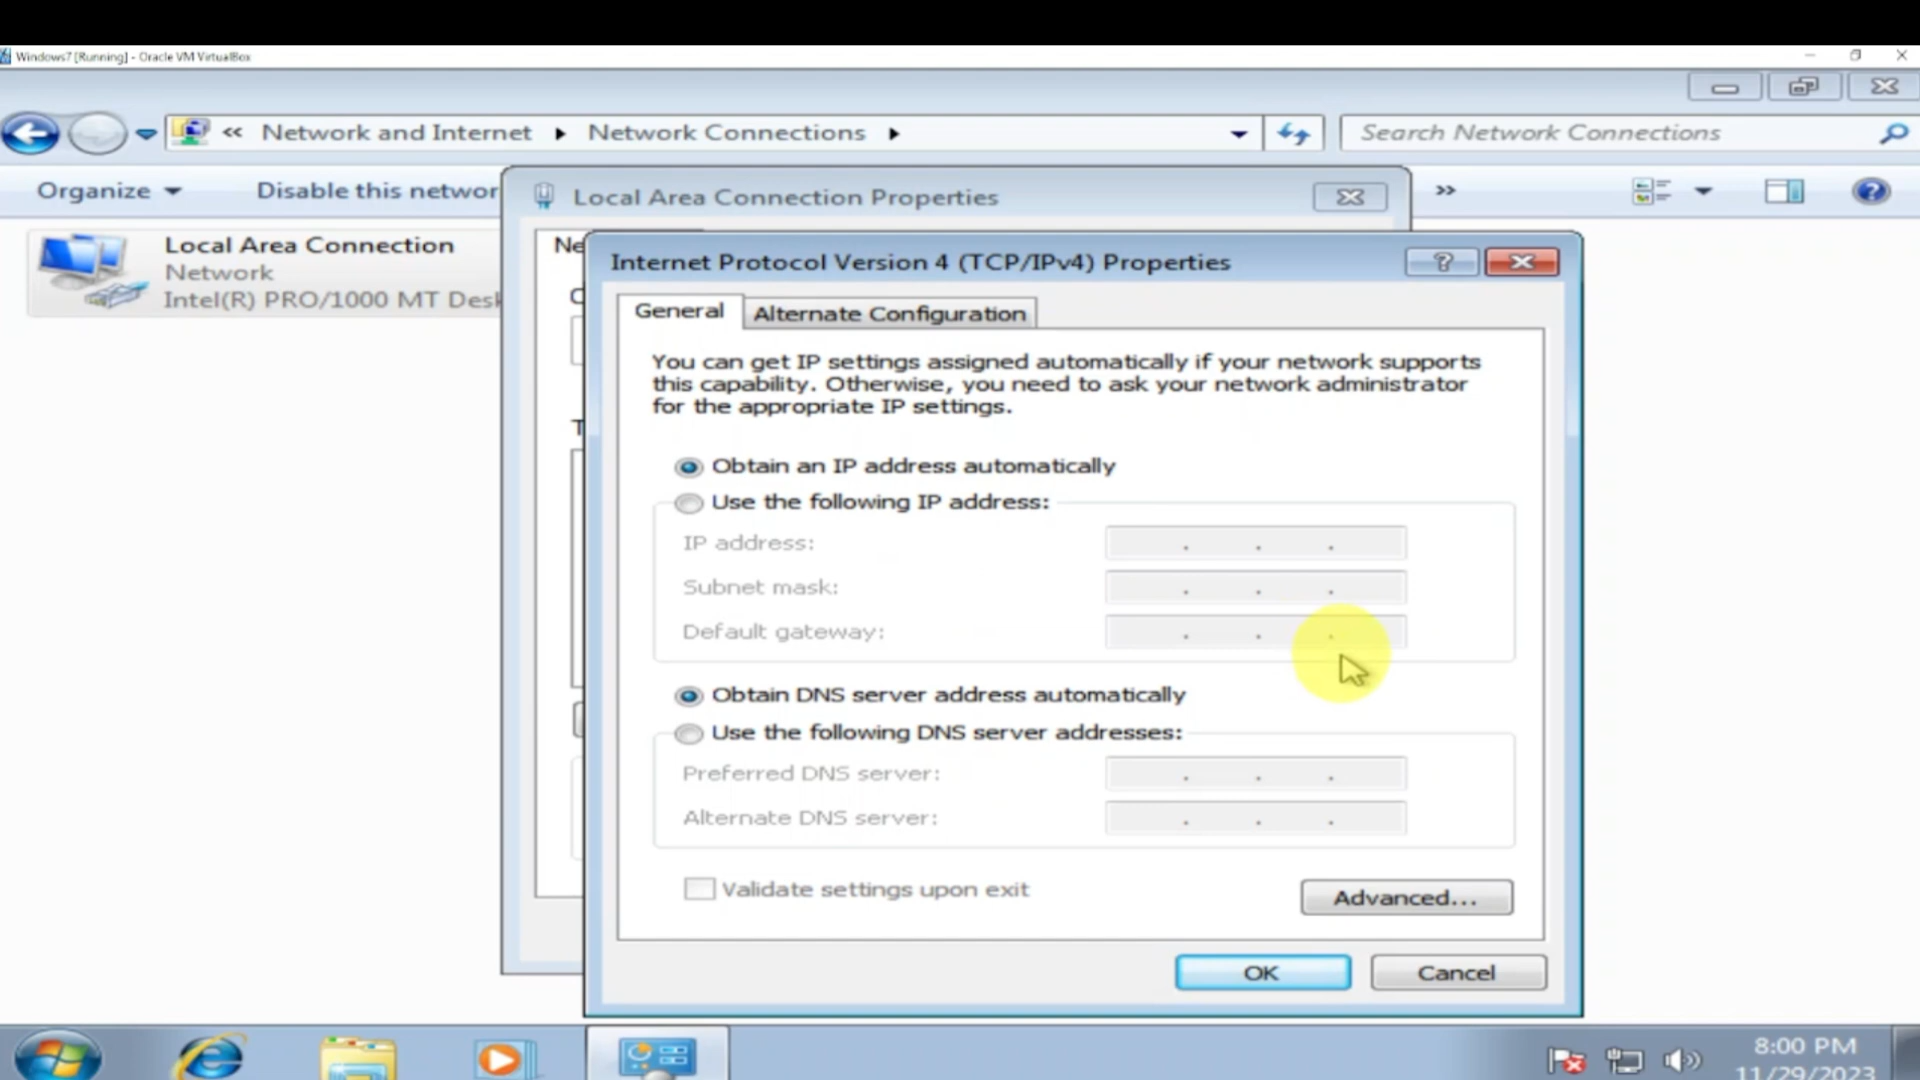 Windows7 [Running] - Oracle VM VirtualBox
« Network and Internet Network Connections
Search Network Connections
Organize
Disable this networ
»
Local Area Connection
Network
Intel(R) PRO/1000 MT Desk
Local Area Connection Properties
Ne
Internet Protocol Version 4 (TCP/IPv4) Properties
General
Alternate Configuration
You can get IP settings assigned automatically if your network supports
this capability. Otherwise, you need to ask your network administrator
for the appropriate IP settings.
Obtain an IP address automatically
Use the following IP address:
IP address:
Subnet mask:
Default gateway:
Obtain DNS server address automatically
Use the following DNS server addresses:
Preferred DNS server:
Alternate DNS server:
Validate settings upon exit
Advanced...
OK
Cancel
8:00 PM
11/29/2023